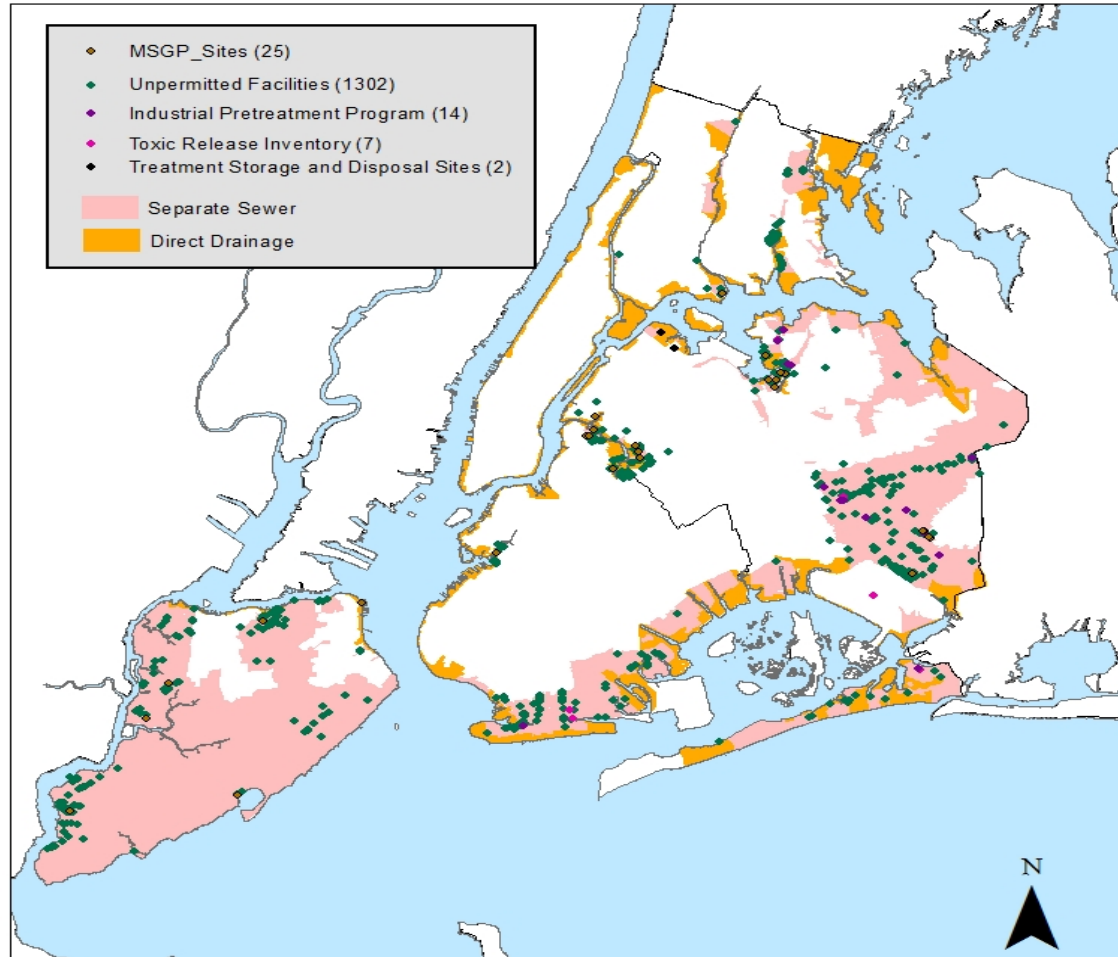 MSGP_Sites (25)
Unpermitted Facilities (1302)
Industrial Pretreatment Program (14)
Toxic Release Inventory (7)
Treatment Storage and Disposal Sites (2)
Separate Sewer
Direct Drainage
N